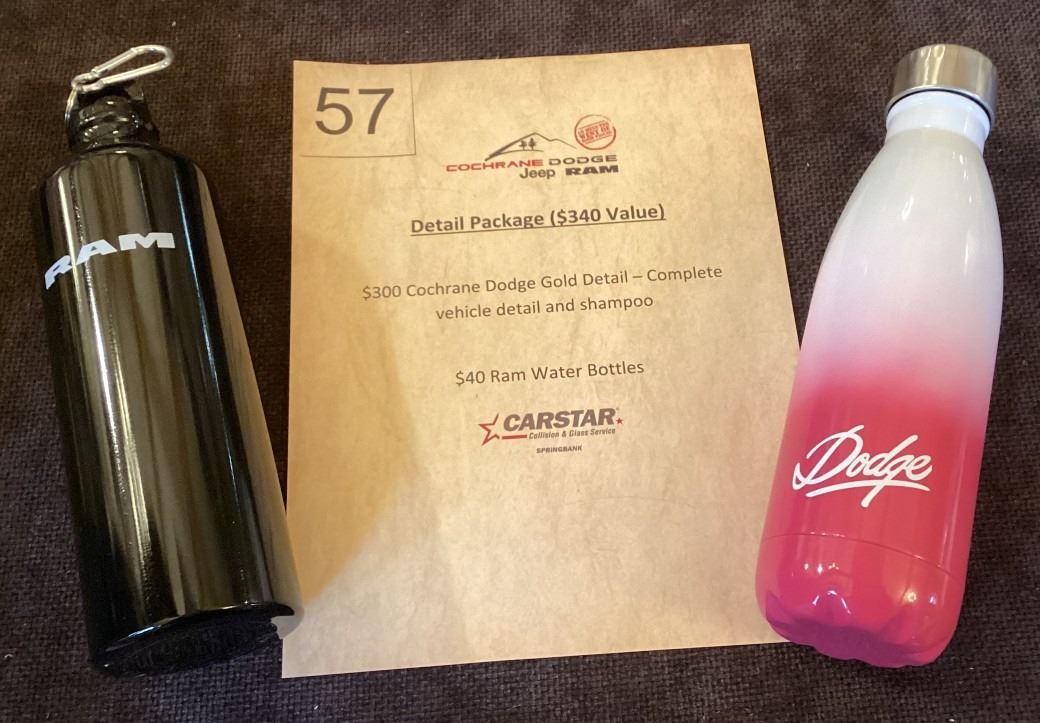 57
COCHRANE DODGE
Jeep RAM
Detail Package ($340 Value)
$300 Cochrane Dodge Gold Detail – Complete
vehicle detail and shampoo
$40 Ram Water Bottles
CARSTAR
Collision & Glass Service
SPRINGBANK
RAM
Dodge